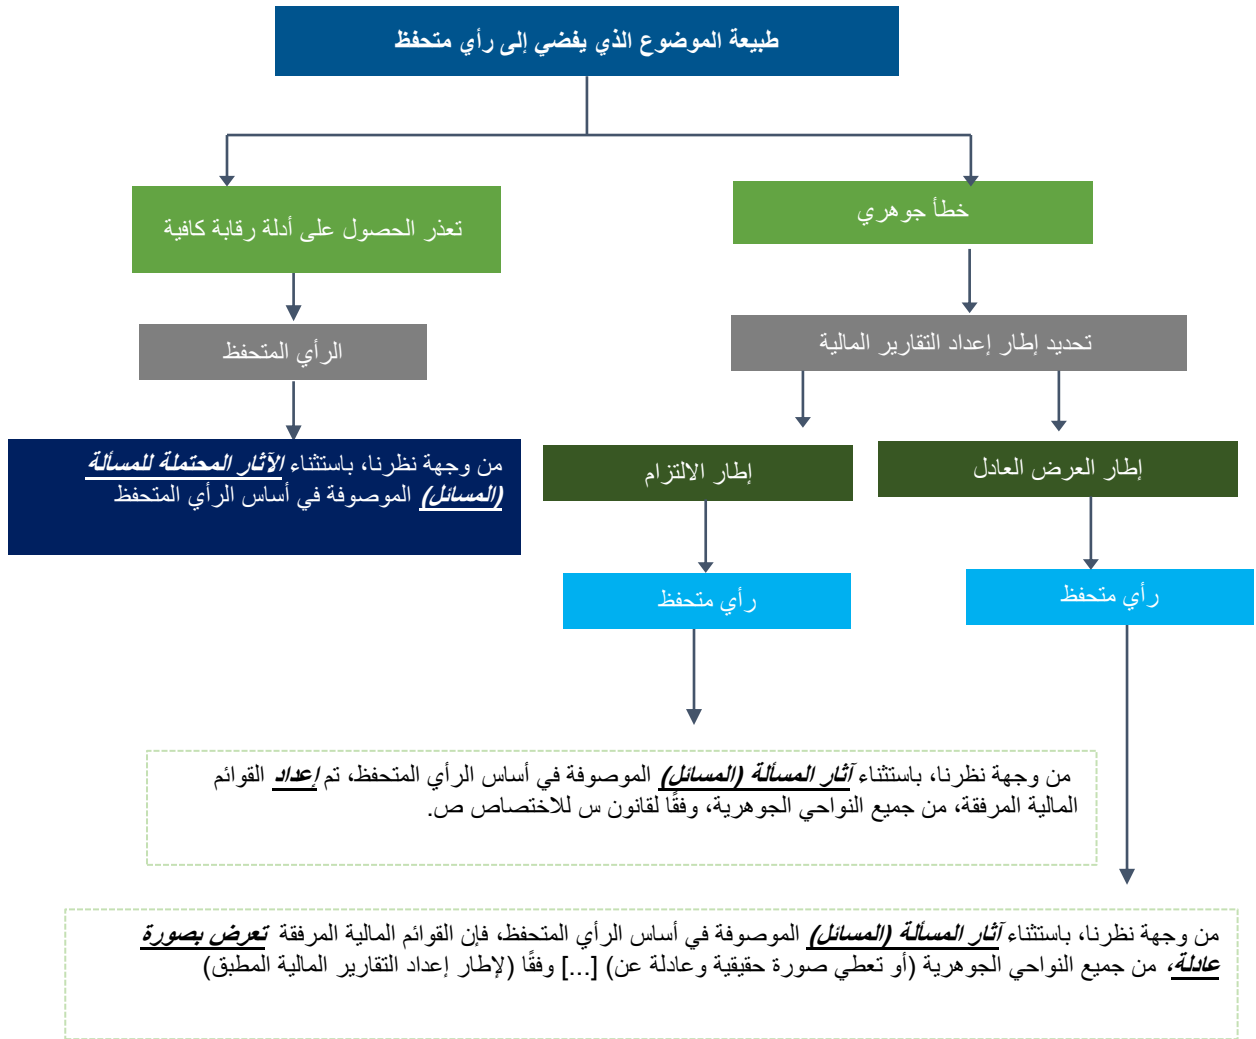 طبيعة الموضوع الذي يفضي إلى رأي متحفظ
خطأ جوهري
تعذر الحصول على أدلة رقابة كافية
تحديد إطار إعداد التقارير المالية
الرأي المتحفظ
إطار العرض العادل
إطار الالتزام
من وجهة نظرنا، باستثناء الآثار المحتملة للمسألة
(المسائل) الموصوفة في أساس الرأي المتحفظ
رأي متحفظ
رأي متحفظ
من وجهة نظرنا، باستثناء آثار المسألة (المسائل) الموصوفة في أساس الرأي المتحفظ، تم إعداد القوائم
المالية المرفقة، من جميع النواحي الجوهرية، وفقًا لقانون س للاختصاص ص.
من وجهة نظرنا، باستثناء آثار المسألة (المسائل) الموصوفة في أساس الرأي المتحفظ، فإن القوائم المالية المرفقة تعرض بصورة
عادلة، من جميع النواحي الجوهرية (أو تعطي صورة حقيقية وعادلة عن) [...] وفقًا (لإطار إعداد التقارير المالية المطبق)